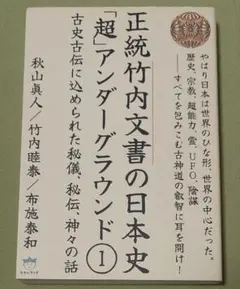 やはり日本は世界のひな形、世界の中心だった。
歴史、宗教、超能力、霊、UFO、陰謀
──すべてを包みこむ古神道の叡智に耳を開け!
正統竹内文書の日本史
「超」アンダーグラウンド①
古史古伝に込められた秘儀、秘伝、神々の話
秋山眞人/竹内睦泰/布施泰和